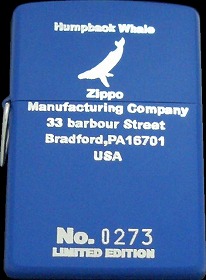 Humpback Whale
Zippo
Manufacturing Company
33 barbour Street
Bradford,PA16701
USA
No. 0273
LIMITED EDITION